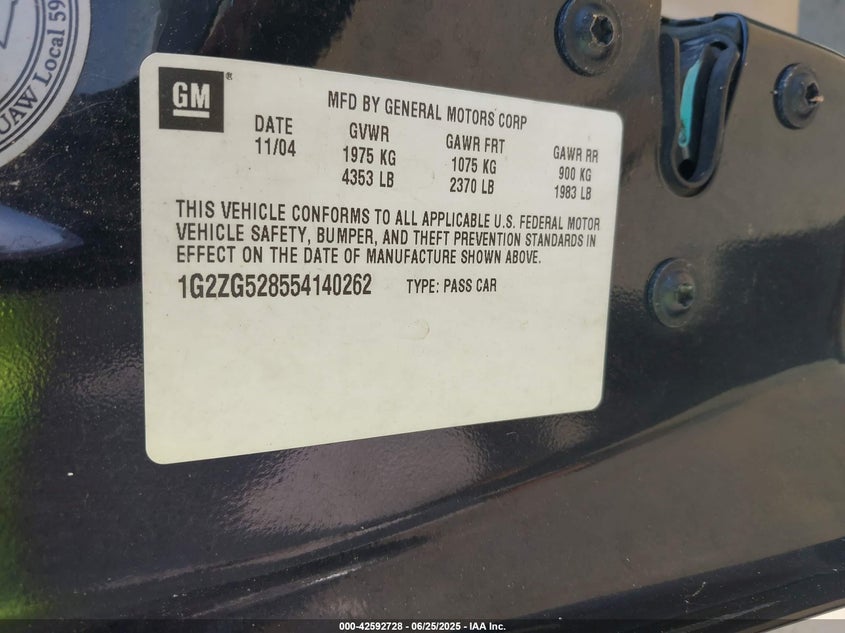 UAW Local 59
GM
®
MFD BY GENERAL MOTORS CORP
DATE GVWR GAWR FRT GAWR RR
11/04 1975 KG 1075 KG 900 KG
4353 LB 2370 LB 1983 LB
THIS VEHICLE CONFORMS TO ALL APPLICABLE U.S. FEDERAL MOTOR
VEHICLE SAFETY, BUMPER, AND THEFT PREVENTION STANDARDS IN
EFFECT ON THE DATE OF MANUFACTURE SHOWN ABOVE.
1G2ZG528554140262 TYPE: PASS CAR
000-42592728 - 06/25/2025 - IAA Inc.